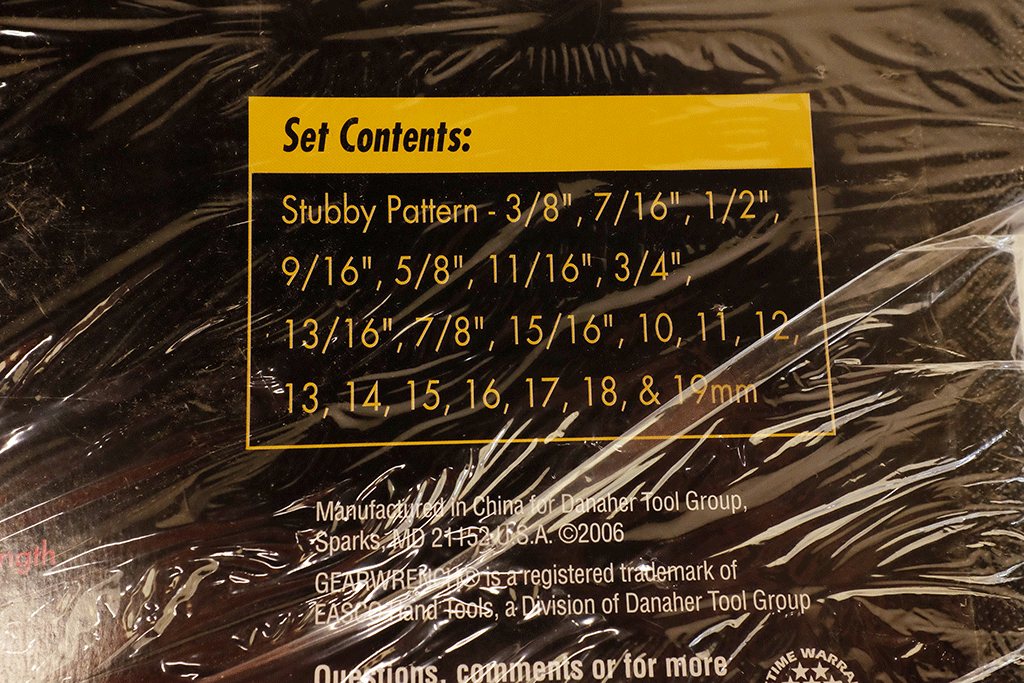 Set Contents:
Stubby Pattern - 3/8", 7/16", 1/2",
9/16", 5/8", 11/16", 3/4",
13/16", 7/8", 15/16", 10, 11, 12,
13, 14, 15, 16, 17, 18, & 19mm
Manufactured in China for Danaher Tool Group,
Sparks, MD 21152 U.S.A. ©2006
GEARWRENCH® is a registered trademark of
EASCO Hand Tools, a Division of Danaher Tool Group
ngth
Questions, comments or for more
TIME WARRA